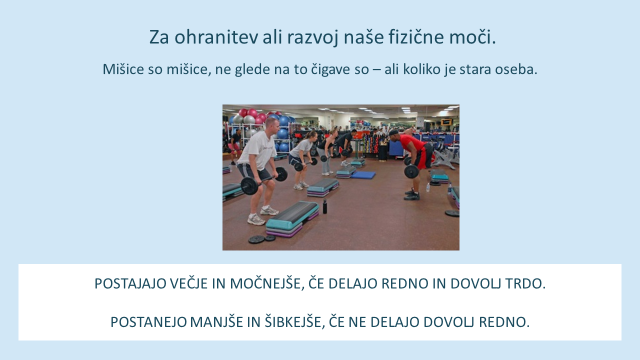 Za ohranitev ali razvoj naše fizične moči.
Mišice so mišice, ne glede na to čigave so – ali koliko je stara oseba.
POSTAJAJO VEČJE IN MOČNEJŠE, ČE DELAJO REDNO IN DOVOLJ TRDO.
POSTANEJO MANJŠE IN ŠIBKEJŠE, ČE NE DELAJO DOVOLJ REDNO.